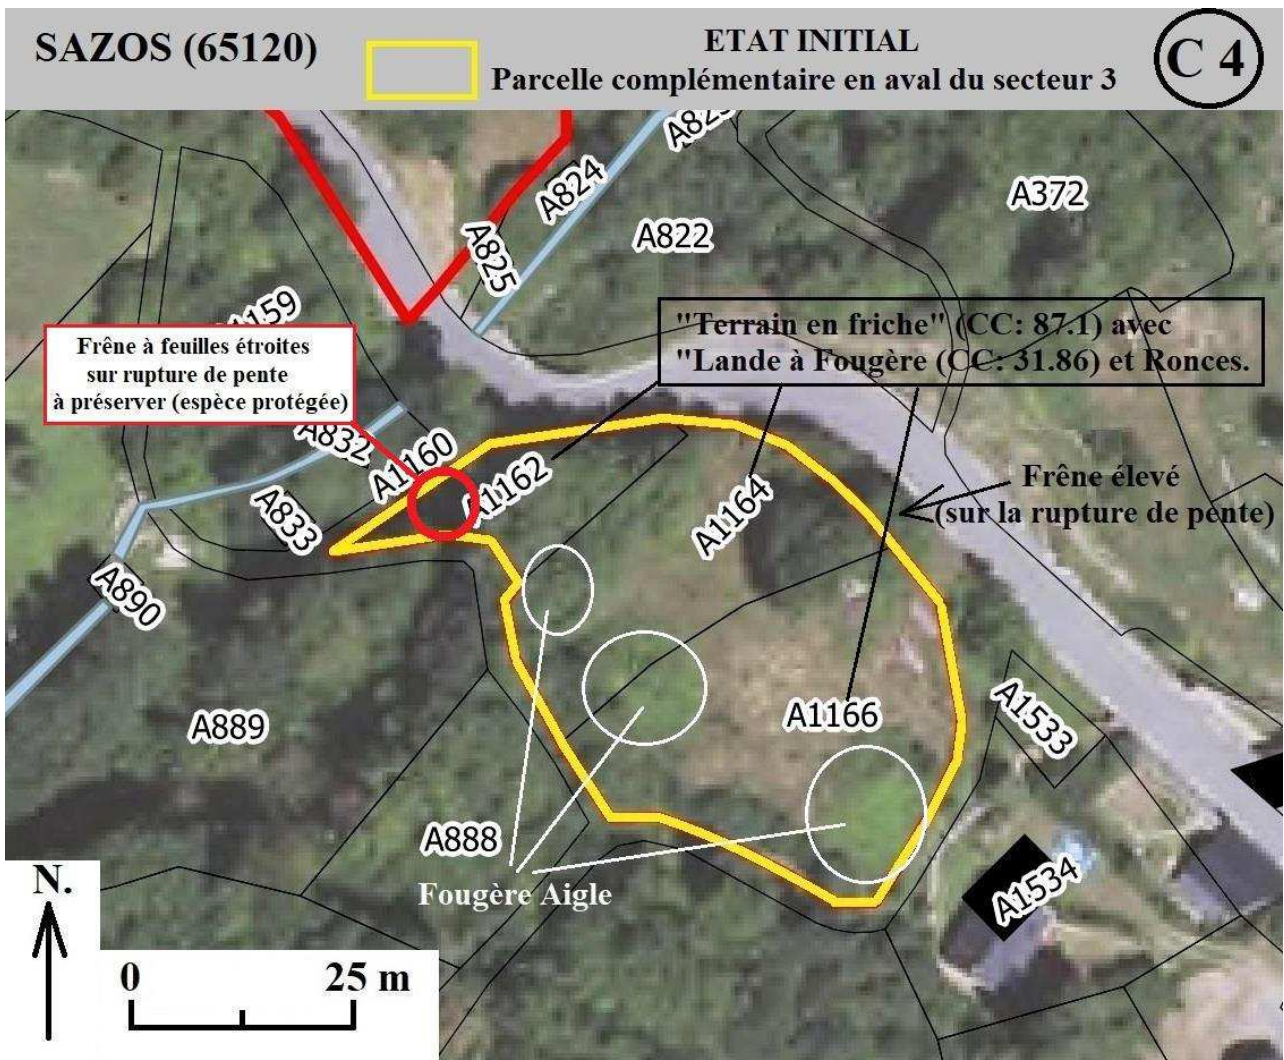 SAZOS (65120)
ETAT INITIAL
Parcelle complémentaire en aval du secteur 3
C 4
A824
A825
A822
A372
"Terrain en friche" (CC: 87.1) avec
"Lande à Fougère (CC: 31.86) et Ronces.
Frêne à feuilles étroites
sur rupture de pente
à préserver (espèce protégée)
A832
A1160
A1162
A833
A1164
Frêne élevé
(sur la rupture de pente)
A890
A889
A1166
A1533
A888
Fougère Aigle
A1534
N.
0 25 m